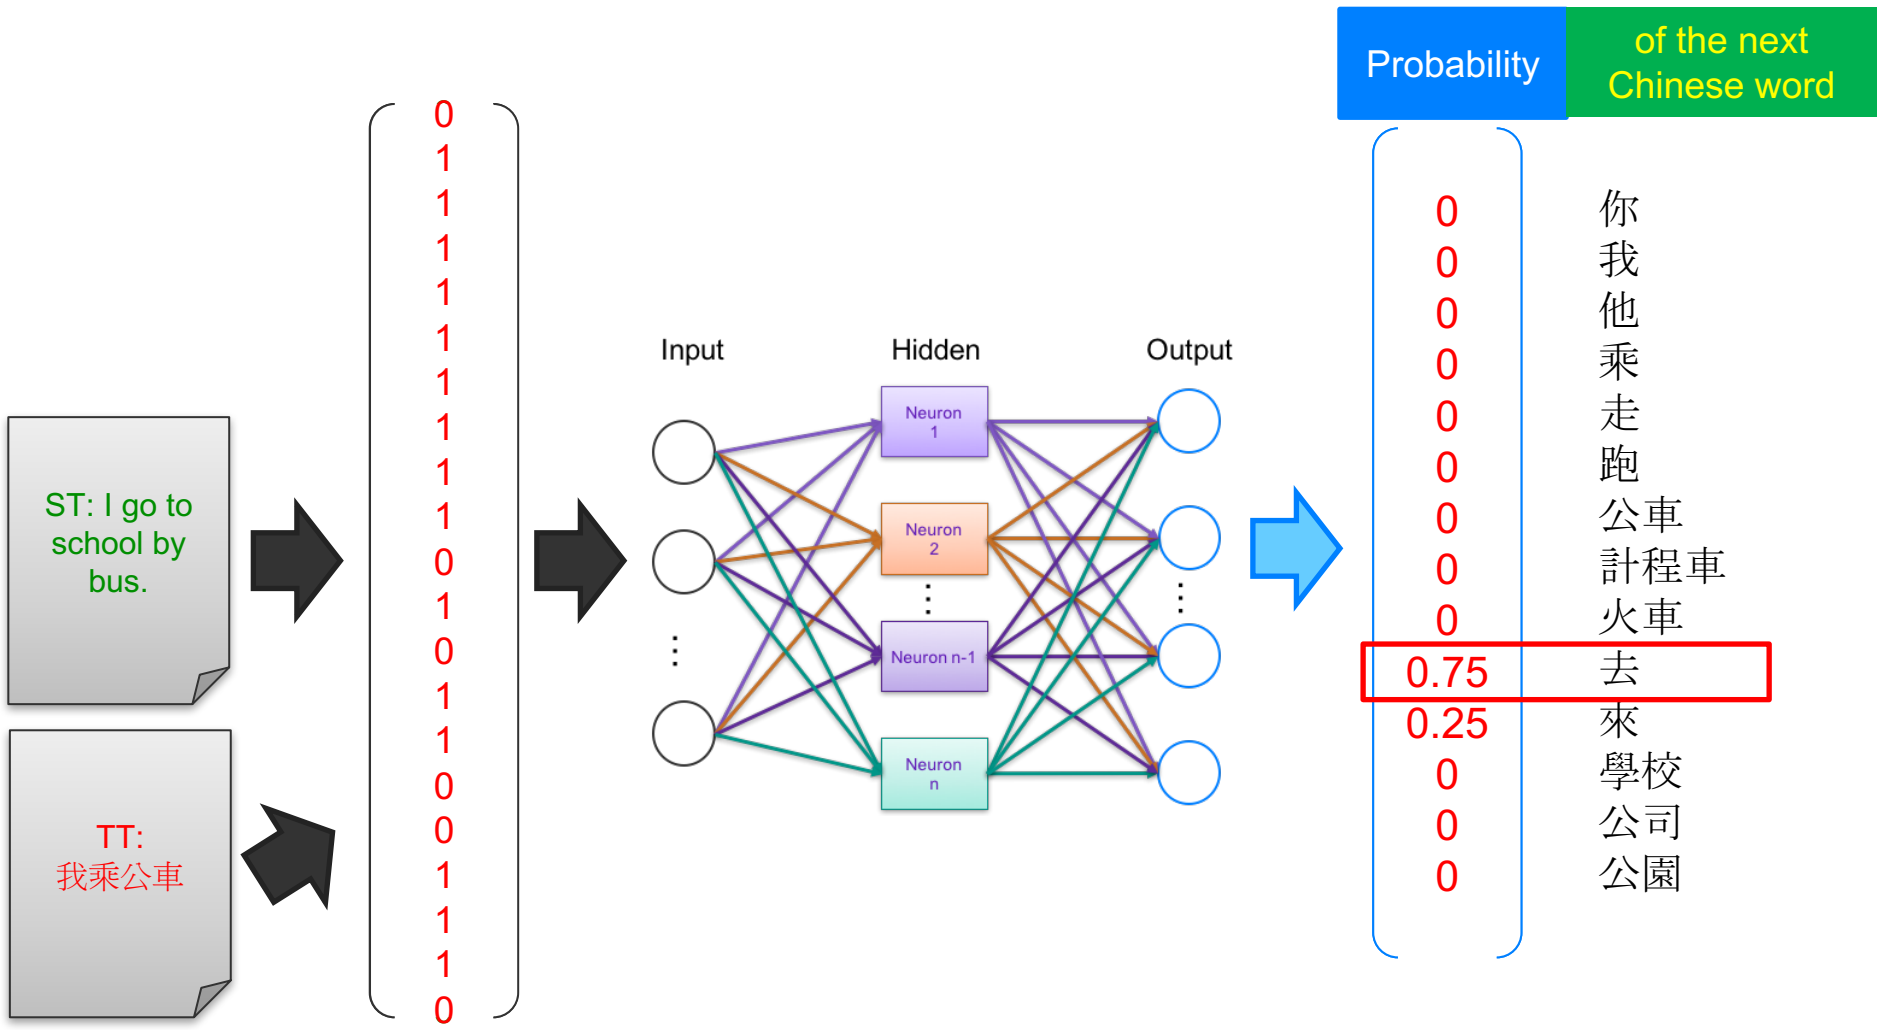 ST: I go to
school by
bus.
TT:
我乘公車
0
1
1
1
1
1
1
1
1
1
0
1
0
1
1
0
0
1
1
1
0
Input
Hidden
Output
Neuron
1
Neuron
2
⋮
Neuron n-1
Neuron
n
Probability
of the next
Chinese word
0 你
0 我
0 他
0 乘
0 走
0 跑
0 公車
0 計程車
0 火車
0.75 去
0.25 來
0 學校
0 公司
0 公園